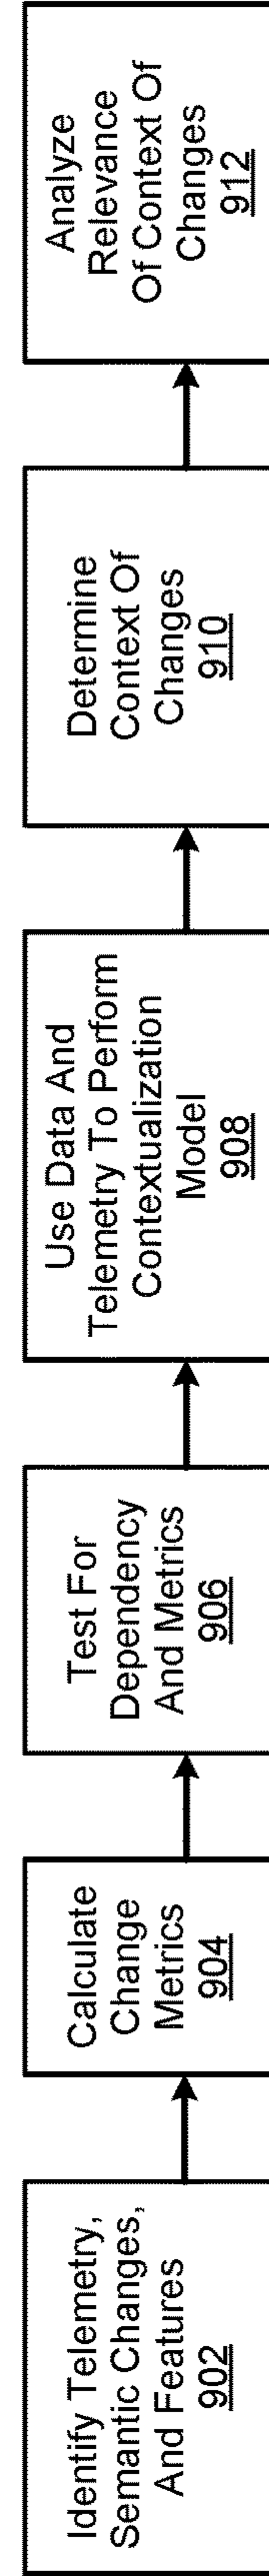 Identify Telemetry,
Semantic Changes,
And Features
902
Calculate
Change
Metrics
904
Test For
Dependency
And Metrics
906
Use Data And
Telemetry To Perform
Contextualization
Model
908
Determine
Context Of
Changes
910
Analyze
Relevance
Of Context Of
Changes
912